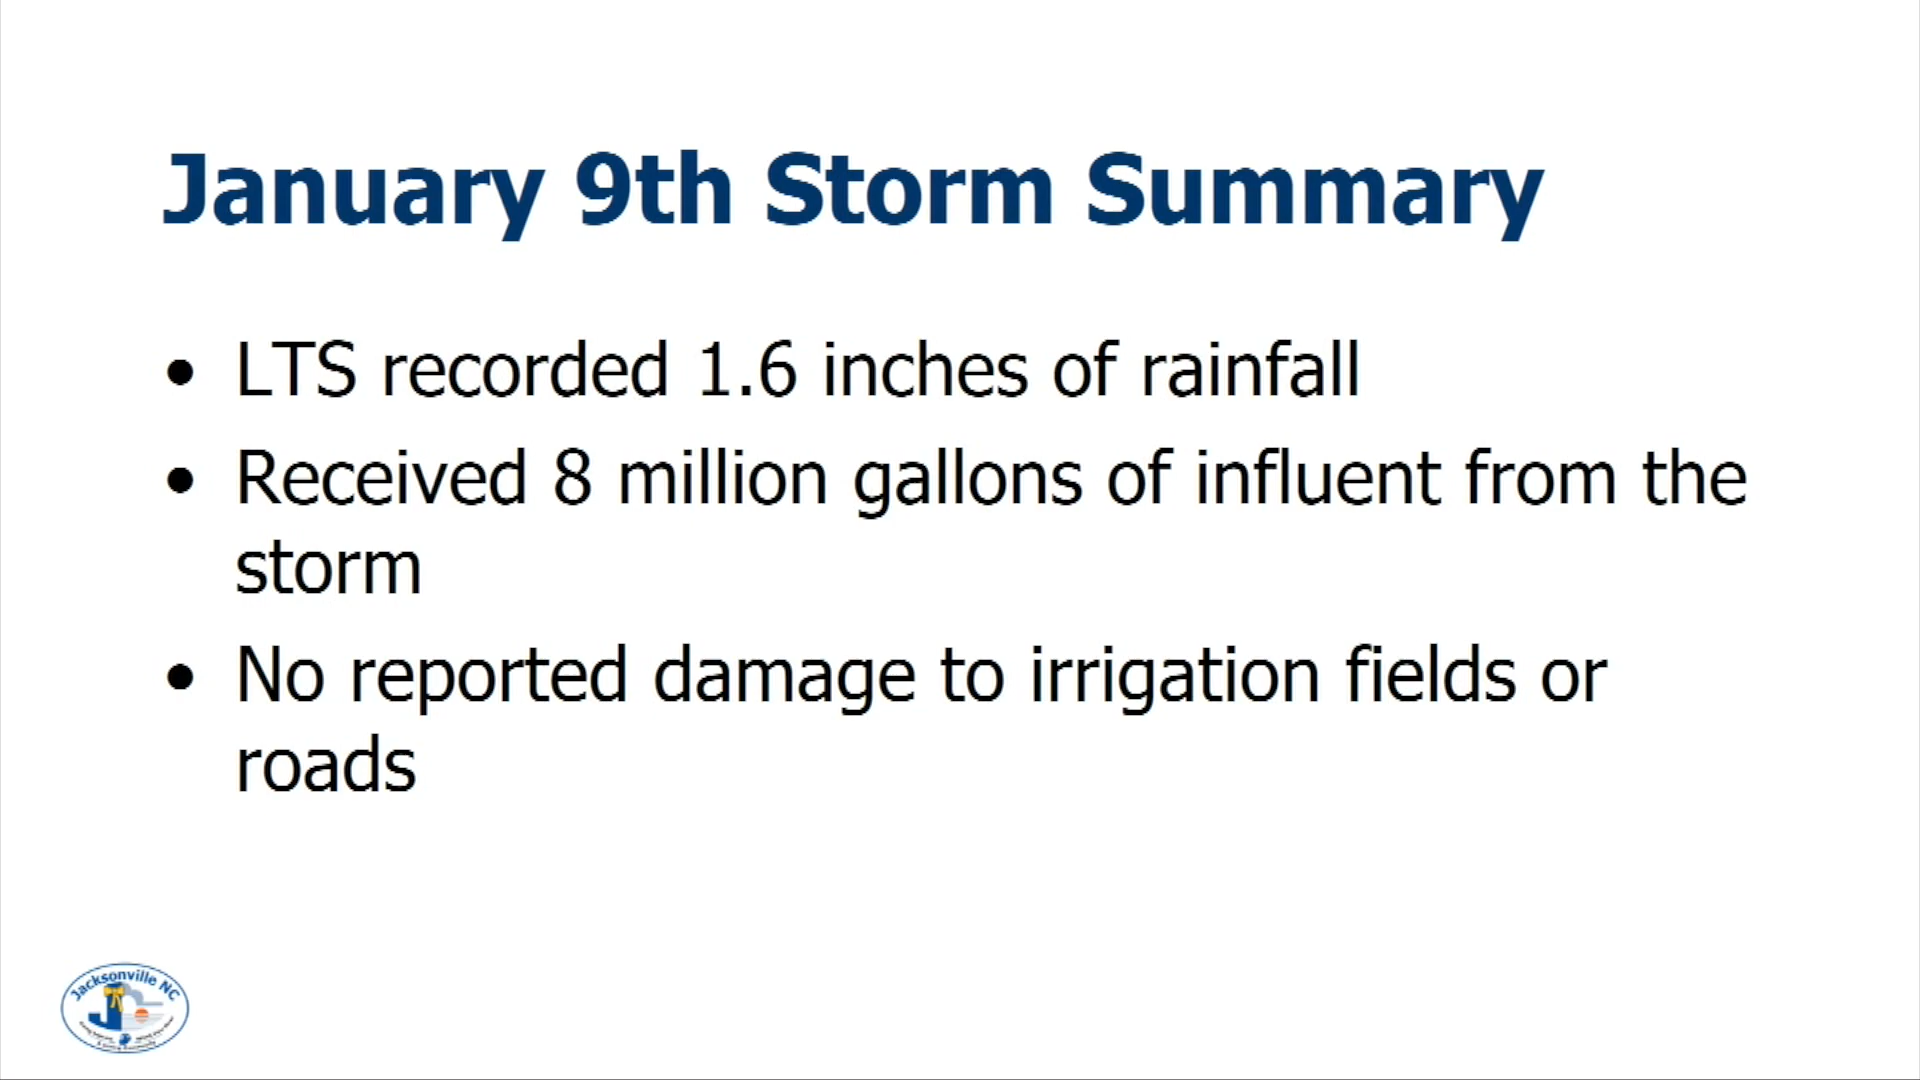 January 9th Storm Summary
• LTS recorded 1.6 inches of rainfall
• Received 8 million gallons of influent from the
storm
• No reported damage to irrigation fields or
roads
Jacksonville NC